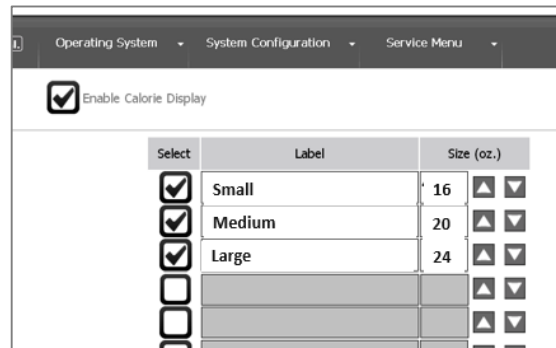 Operating System System Configuration Service Menu
Enable Calorie Display
Select Label Size (oz.)
Small 16
Medium 20
Large 24